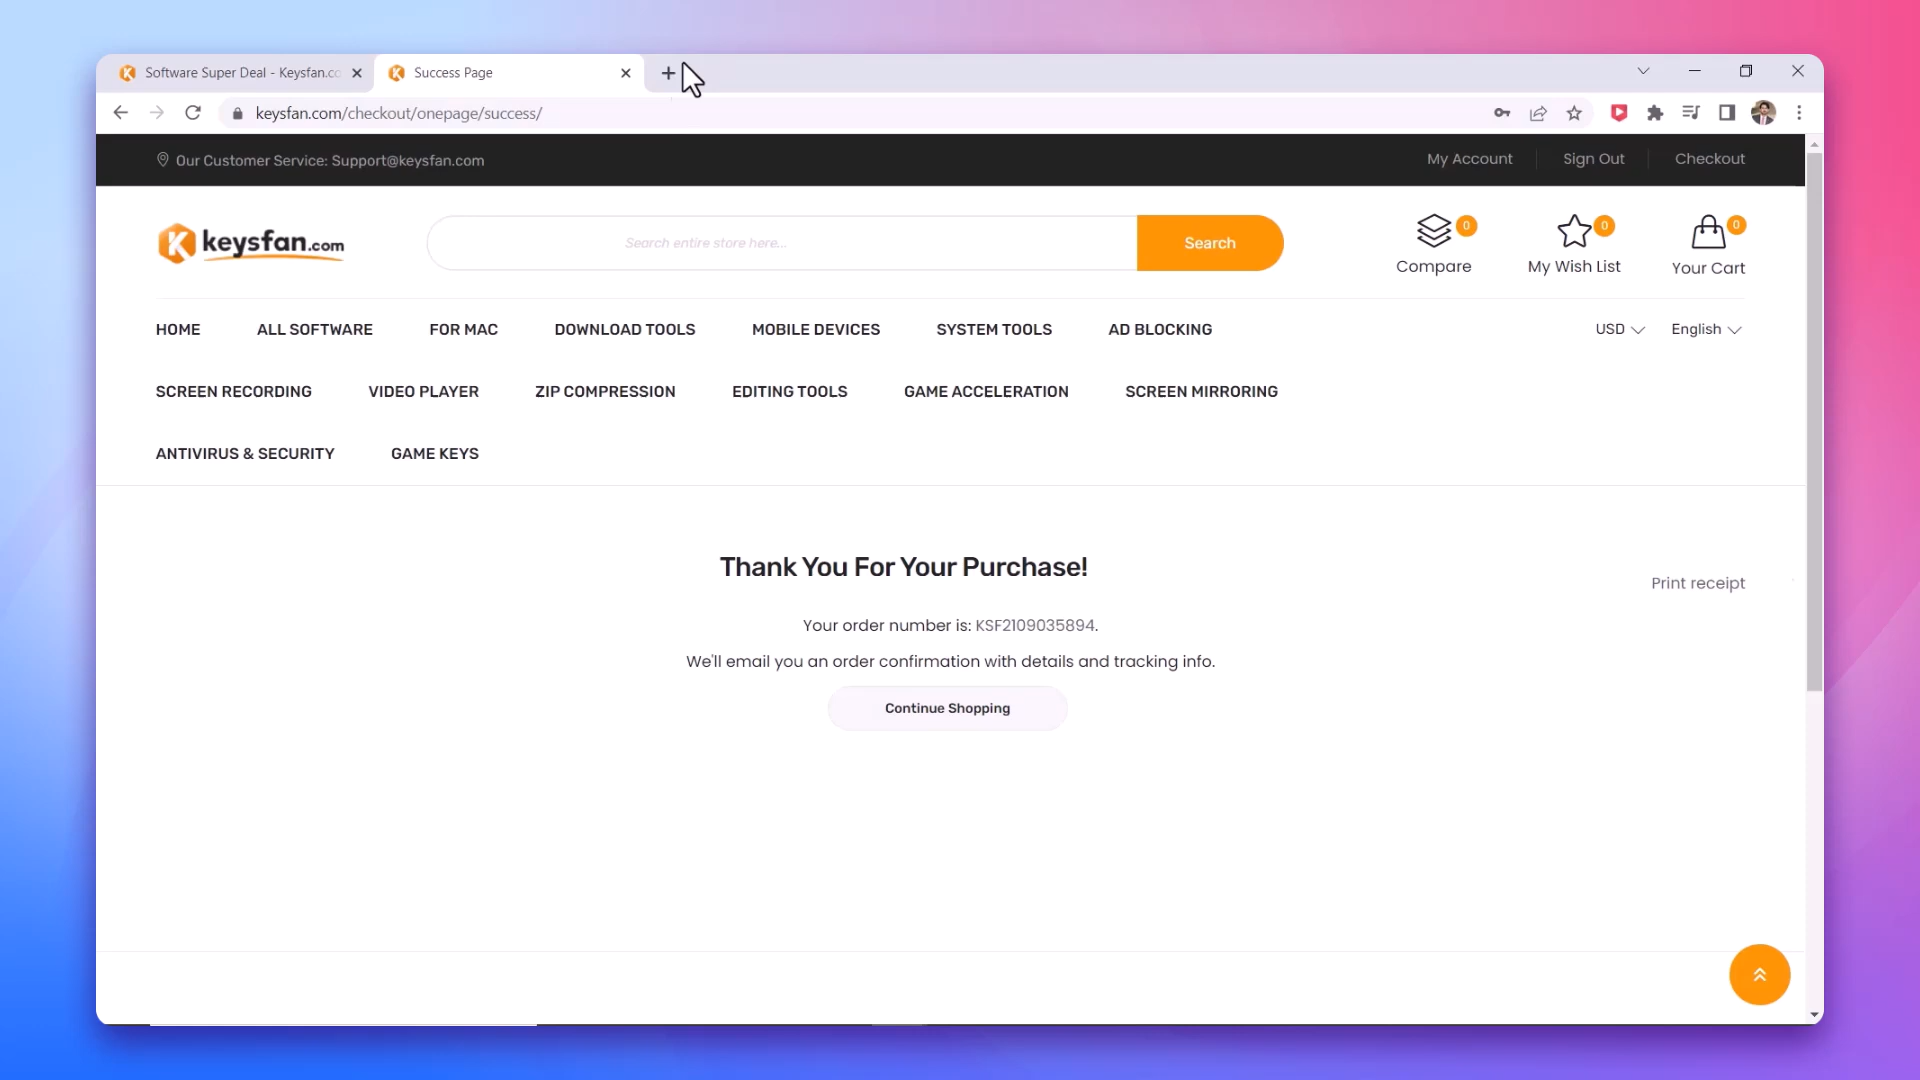 Software Super Deal - Keysfan.co
Success Page
keysfan.com/checkout/onepage/success/
Our Customer Service: Support@keysfan.com
My Account
Sign Out
Checkout
keysfan.com
Search entire store here...
Search
0
Compare
0
My Wish List
0
Your Cart
HOME
ALL SOFTWARE
FOR MAC
DOWNLOAD TOOLS
MOBILE DEVICES
SYSTEM TOOLS
AD BLOCKING
USD
English
SCREEN RECORDING
VIDEO PLAYER
ZIP COMPRESSION
EDITING TOOLS
GAME ACCELERATION
SCREEN MIRRORING
ANTIVIRUS & SECURITY
GAME KEYS
Thank You For Your Purchase!
Print receipt
Your order number is: KSF2109035894.
We'll email you an order confirmation with details and tracking info.
Continue Shopping